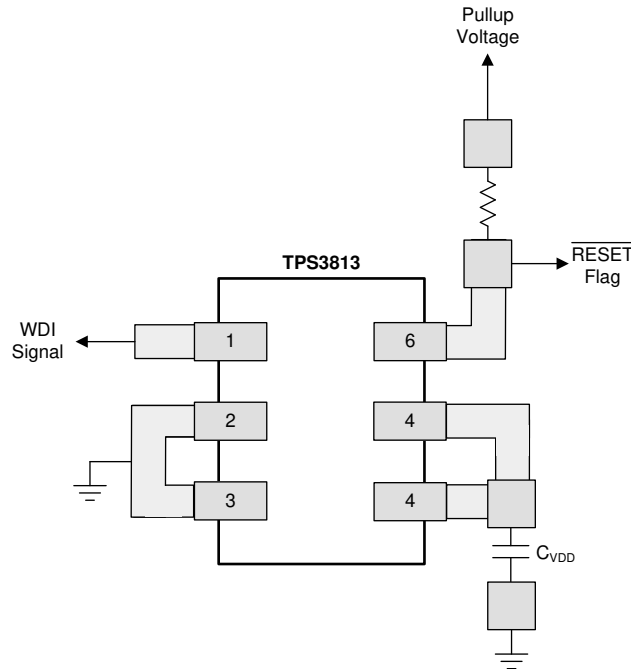 Pullup
Voltage
RESET
Flag
TPS3813
WDI
Signal
1
6
2
4
3
4
CVDD